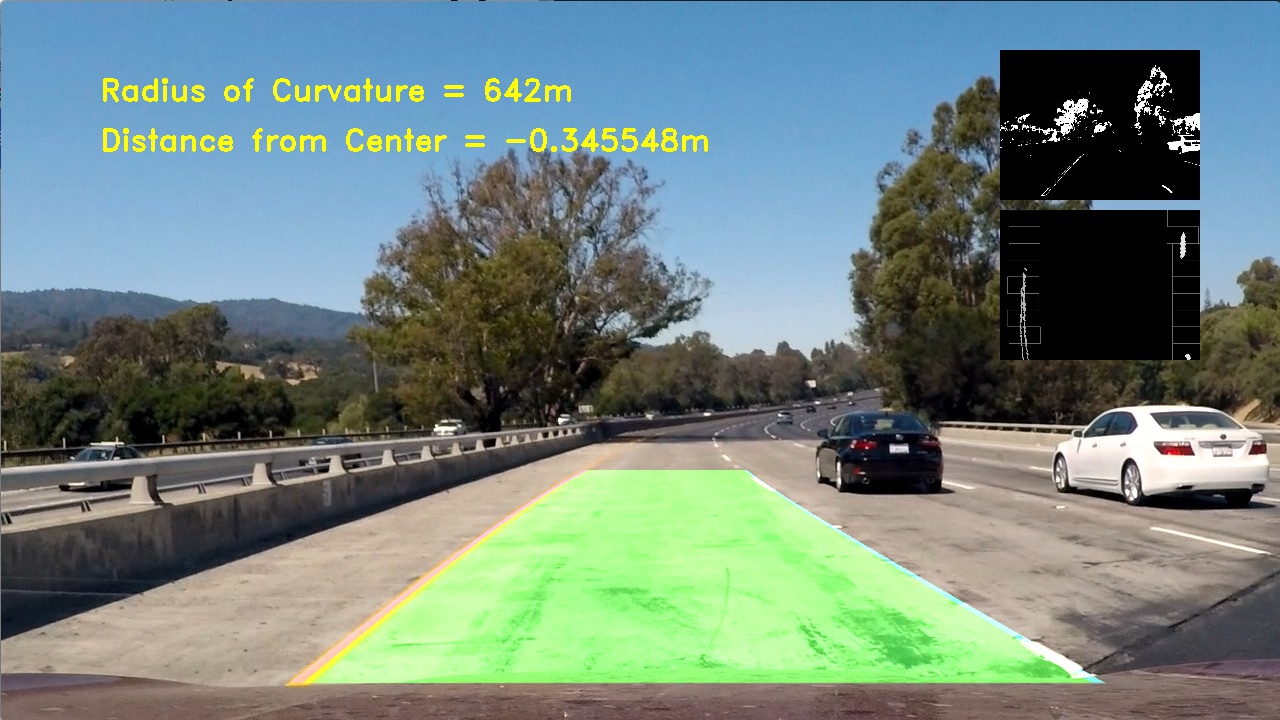 Radius of Curvature = 642m
Distance from Center = -0.345548m